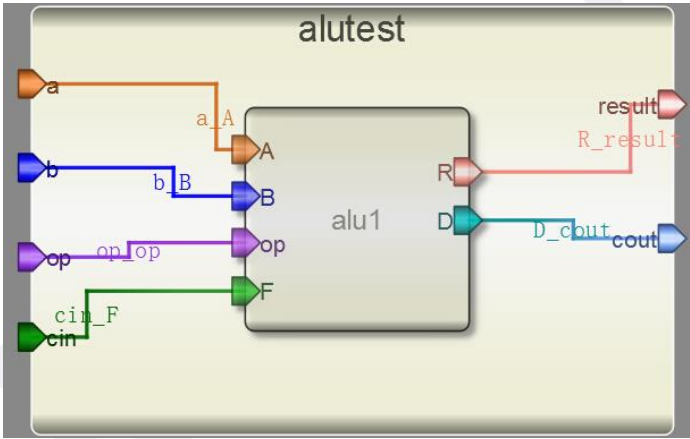 alutest
a
a_A
A
b
b_B
B
op
op_op
op
cin
cin_F
F
alu1
R
R_result
result
D
D_cout
cout